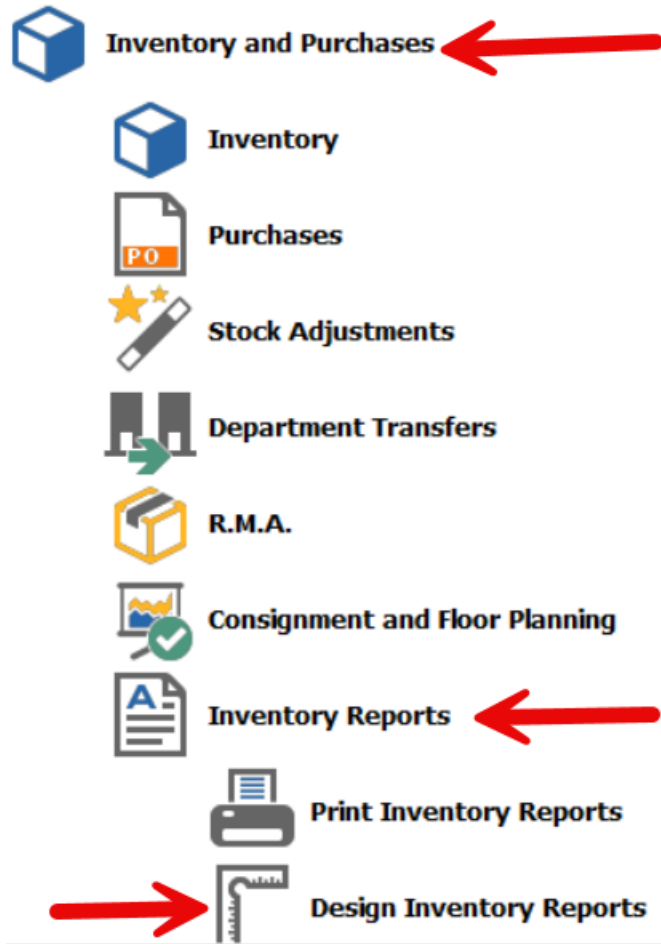 Inventory and Purchases
Inventory
PO
Purchases
Stock Adjustments
Department Transfers
R.M.A.
Consignment and Floor Planning
A
Inventory Reports
Print Inventory Reports
Design Inventory Reports